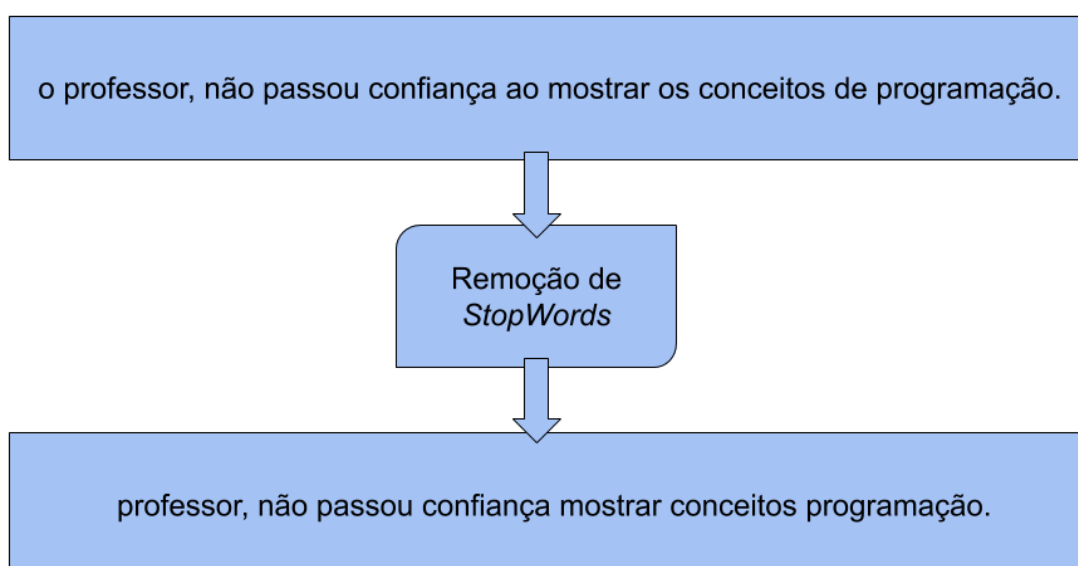 o professor, não passou confiança ao mostrar os conceitos de programação.
Remoção de
StopWords
professor, não passou confiança mostrar conceitos programação.